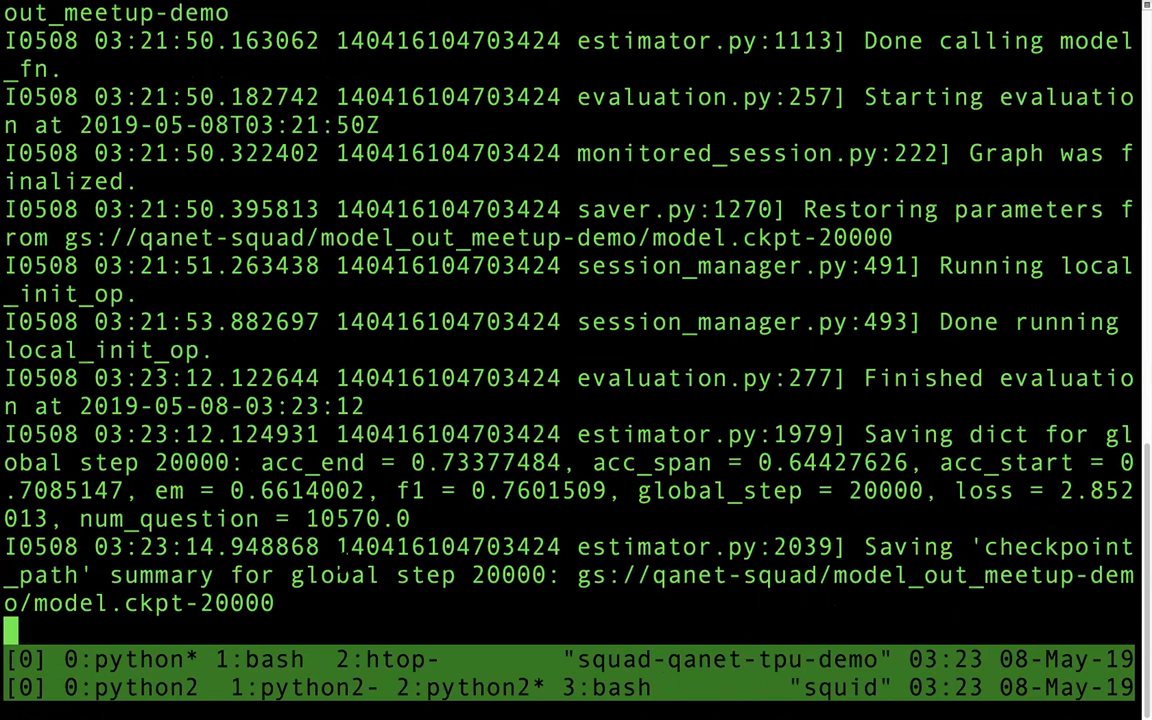 out_meetup-demo
I0508 03:21:50.163062 140416104703424 estimator.py:1113] Done calling model
_fn.
I0508 03:21:50.182742 140416104703424 evaluation.py:257] Starting evaluatio
n at 2019-05-08T03:21:50Z
I0508 03:21:50.322402 140416104703424 monitored_session.py:222] Graph was f
inalized.
I0508 03:21:50.395813 140416104703424 saver.py:1270] Restoring parameters f
rom gs://qanet-squad/model_out_meetup-demo/model.ckpt-20000
I0508 03:21:51.263438 140416104703424 session_manager.py:491] Running local
_init_op.
I0508 03:21:53.882697 140416104703424 session_manager.py:493] Done running
local_init_op.
I0508 03:23:12.122644 140416104703424 evaluation.py:277] Finished evaluatio
n at 2019-05-08-03:23:12
I0508 03:23:12.124931 140416104703424 estimator.py:1979] Saving dict for gl
obal step 20000: acc_end = 0.73377484, acc_span = 0.64427626, acc_start = 0
.7085147, em = 0.6614002, f1 = 0.7601509, global_step = 20000, loss = 2.852
013, num_question = 10570.0
I0508 03:23:14.948868 140416104703424 estimator.py:2039] Saving 'checkpoint
_path' summary for global step 20000: gs://qanet-squad/model_out_meetup-dem
o/model.ckpt-20000
[0] 0:python* 1:bash  2:htop-        "squad-qanet-tpu-demo" 03:23 08-May-19
[0] 0:python2  1:python2- 2:python2* 3:bash         "squid" 03:23 08-May-19